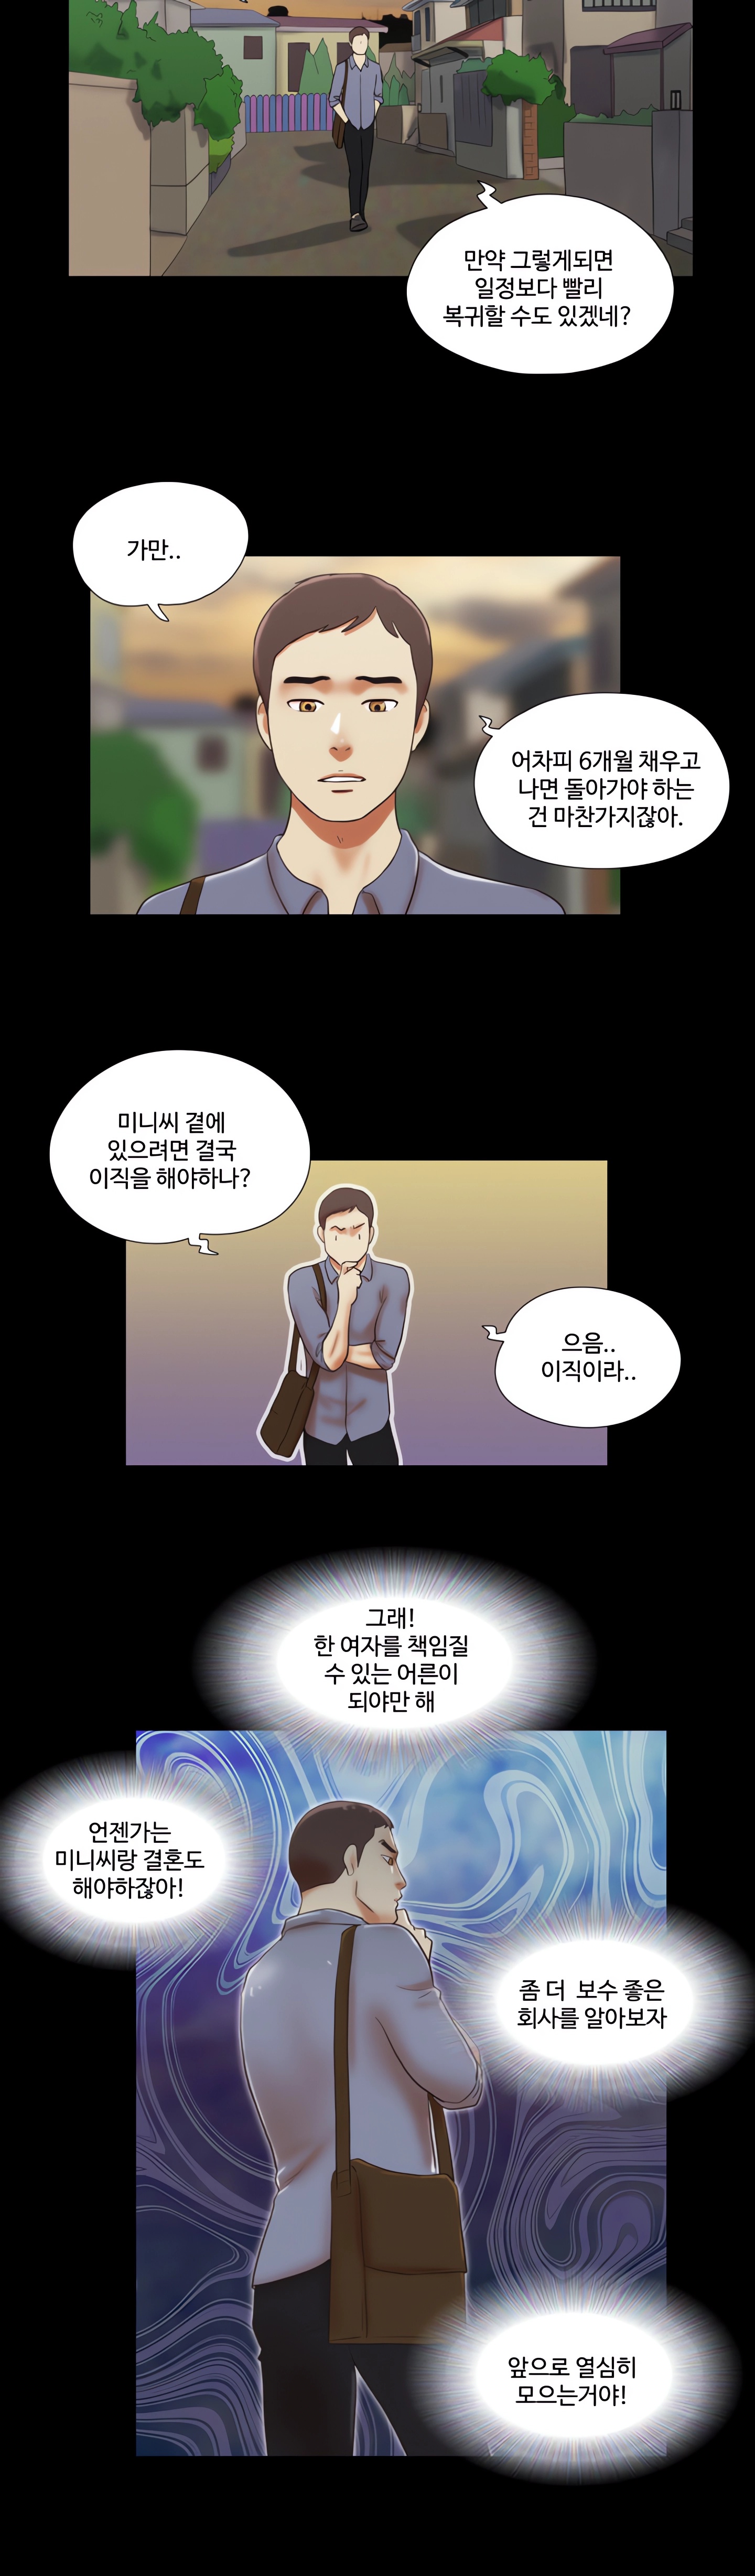 만약 그렇게되면
일정보다 빨리
복귀할 수도 있겠네?
가만..
어차피 6개월 채우고
나면 돌아가야 하는
건 마찬가지잖아.
미니씨 곁에
있으려면 결국
이직을 해야하나?
으음..
이직이라..
그래!
한 여자를 책임질
수 있는 어른이
되야만 해
언젠가는
미니씨랑 결혼도
해야하잖아!
좀 더 보수 좋은
회사를 알아보자
앞으로 열심히
모으는거야!